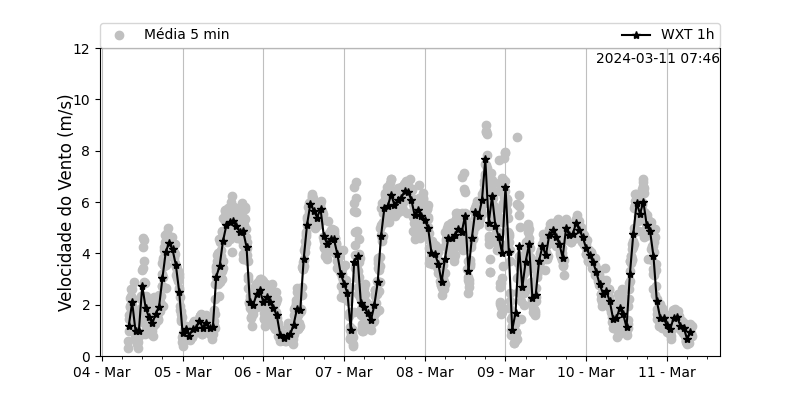 Média 5 min
WXT 1h
2024-03-11 07:46
Velocidade do Vento (m/s)
12
10
8
6
4
2
0
04 - Mar 05 - Mar 06 - Mar 07 - Mar 08 - Mar 09 - Mar 10 - Mar 11 - Mar